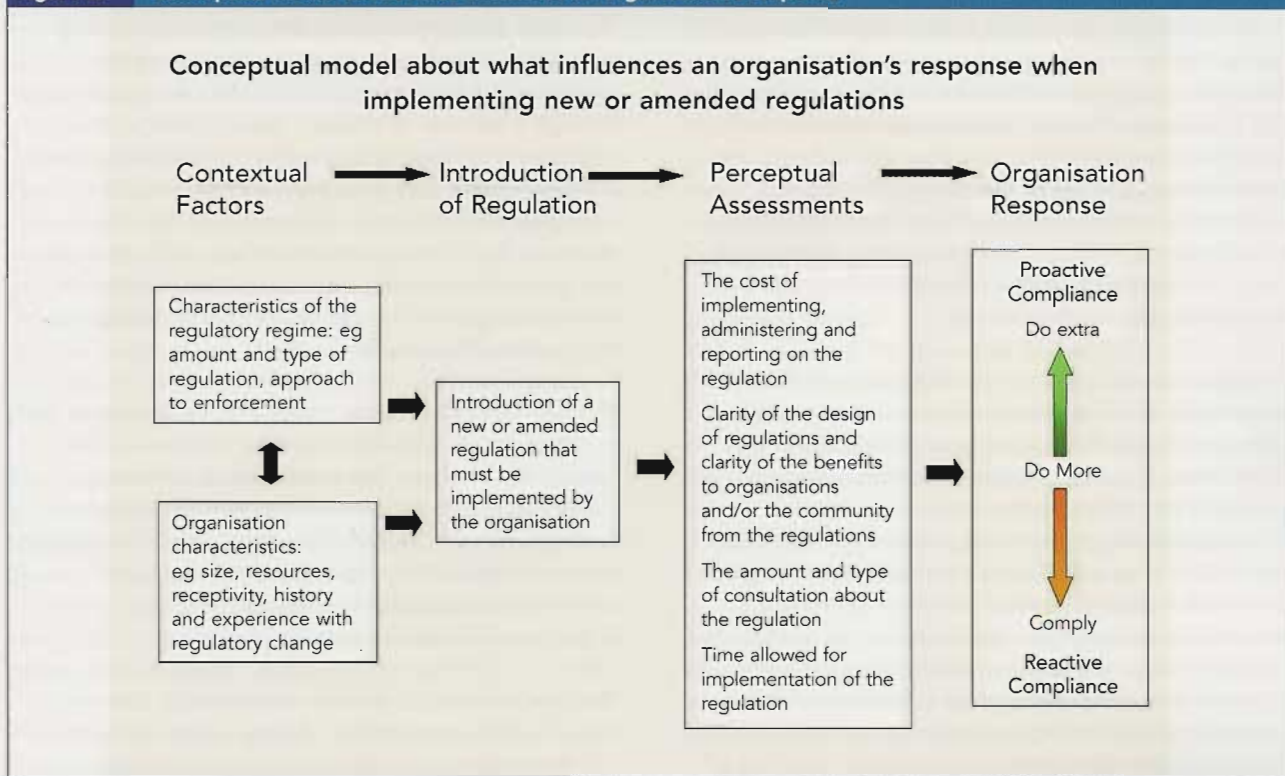 Conceptual model about what influences an organisation's response when
implementing new or amended regulations
Contextual
Factors
Introduction
of Regulation
Perceptual
Assessments
Organisation
Response
Characteristics of the
regulatory regime: eg
amount and type of
regulation, approach
to enforcement
Organisation
characteristics:
eg size, resources,
receptivity, history
and experience with
regulatory change
Introduction of a
new or amended
regulation that
must be
implemented by
the organisation
The cost of
implementing,
administering and
reporting on the
regulation
Clarity of the design
of regulations and
clarity of the benefits
to organisations
and/or the community
from the regulations
The amount and type
of consultation about
the regulation
Time allowed for
implementation of the
regulation
Proactive
Compliance
Do extra
Do More
Comply
Reactive
Compliance